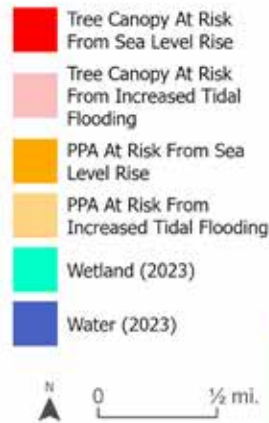 Tree Canopy At Risk
From Sea Level Rise
Tree Canopy At Risk
From Increased Tidal
Flooding
PPA At Risk From Sea
Level Rise
PPA At Risk From
Increased Tidal Flooding
Wetland (2023)
Water (2023)
N
0 ½ mi.